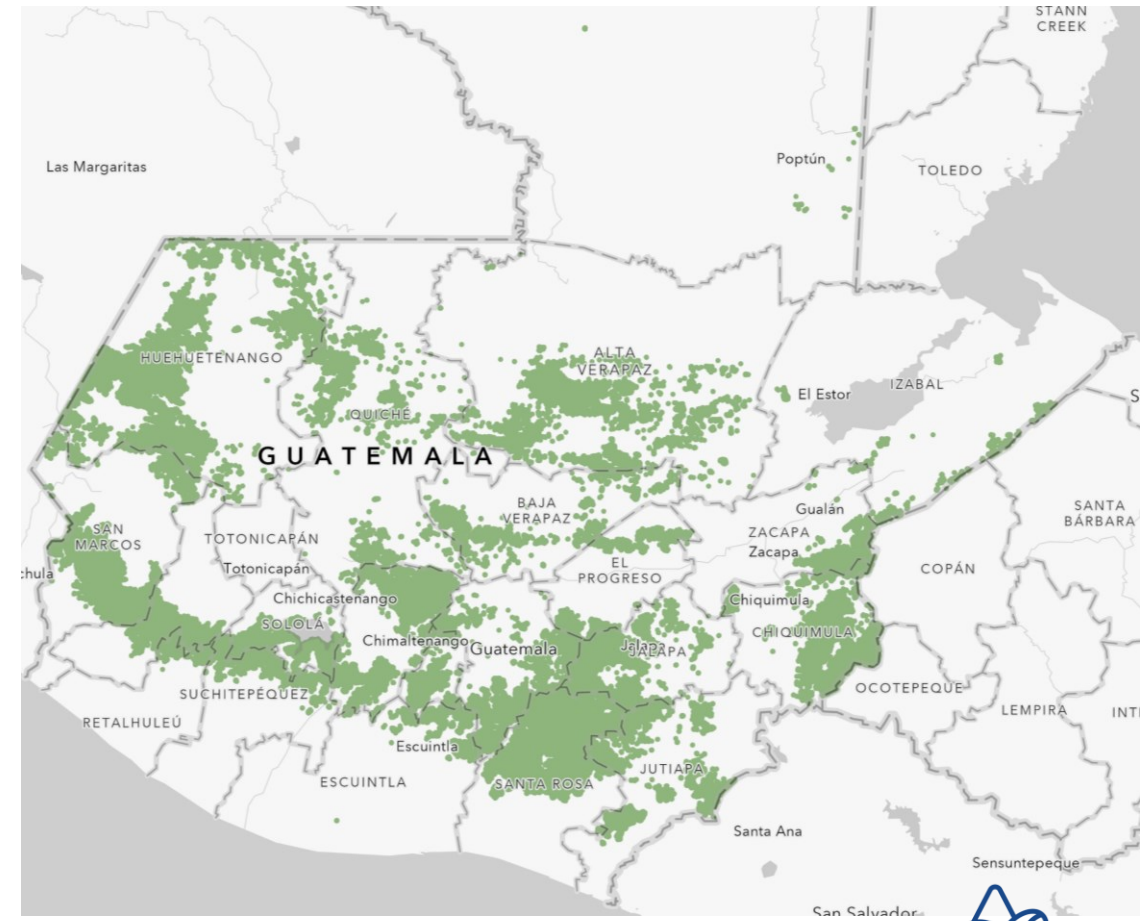 STANN
CREEK
Las Margaritas
Poptún
TOLEDO
HUEHUETENANGO
ALTA
VERAPAZ
El Estor
IZABAL
QUICHÉ
GUATEMALA
S
BAJA
VERAPAZ
Gualán
SANTA
BÁRBARA
SAN
MARCOS
TOTONICAPÁN
ZACAPA
Zacapa
EL
PROGRESO
COPÁN
chula
Totonicapán
Chichicastenango
Chiquimula
SOLOLÁ
Chimaltenango
Guatemala
Jalapa
JALAPA
CHIQUIMULA
SUCHITEPÉQUEZ
OCOTEPEQUE
RETALHULEÚ
LEMPIRA
INTI
Escuintla
ESCUINTLA
SANTA ROSA
JUTIAPA
Santa Ana
Sensuntepeque
San Salvador